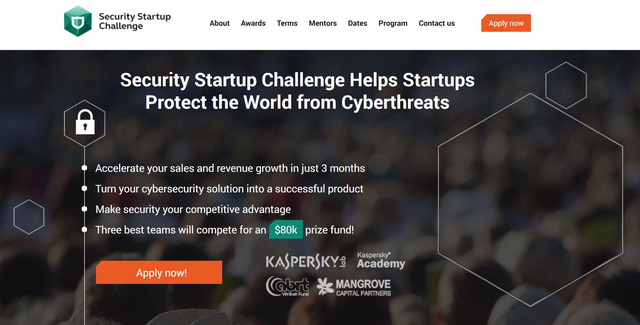 Security Startup
Challenge
About Awards Terms Mentors Dates Program Contact us Apply now
Security Startup Challenge Helps Startups
Protect the World from Cyberthreats
Accelerate your sales and revenue growth in just 3 months
Turn your cybersecurity solution into a successful product
Make security your competitive advantage
Three best teams will compete for an $80k prize fund!
Apply now!
KASPERSKY lab
Kaspersky
Academy
abrt
Venture Fund
MANGROVE
CAPITAL PARTNERS